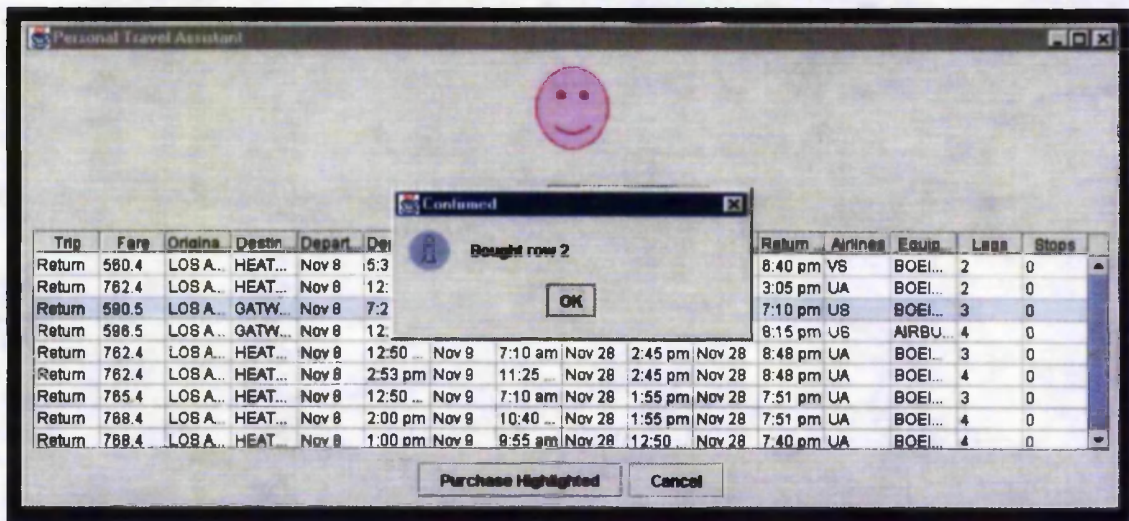 Personal Travel Assistant
Confirmed
Bought row 2
OK
Trip Fare Origina... Destin... Depart... Dep Return... Airlines Equip... Legs Stops
Return 560.4 LOS A... HEAT... Nov 8 5:3 6:40 pm VS BOEI... 2 0
Return 762.4 LOS A... HEAT... Nov 8 12: 3:05 pm UA BOEI... 2 0
Return 590.5 LOS A... GATW... Nov 8 7:2 7:10 pm US BOEI... 3 0
Return 596.5 LOS A... GATW... Nov 8 12: 8:15 pm US AIRBU... 4 0
Return 762.4 LOS A... HEAT... Nov 8 12:50 ... Nov 9 7:10 am Nov 28 2:45 pm Nov 28 8:48 pm UA BOEI... 3 0
Return 762.4 LOS A... HEAT... Nov 8 2:53 pm Nov 9 11:25 ... Nov 28 2:45 pm Nov 28 8:48 pm UA BOEI... 4 0
Return 765.4 LOS A... HEAT... Nov 8 12:50 ... Nov 9 7:10 am Nov 28 1:55 pm Nov 28 7:51 pm UA BOEI... 3 0
Return 768.4 LOS A... HEAT... Nov 8 2:00 pm Nov 9 10:40 ... Nov 28 1:55 pm Nov 28 7:51 pm UA BOEI... 4 0
Return 768.4 LOS A... HEAT... Nov 8 1:00 pm Nov 9 9:55 am Nov 28 12:50 ... Nov 28 7:40 pm UA BOEI... 4 0
Purchase Highlighted Cancel